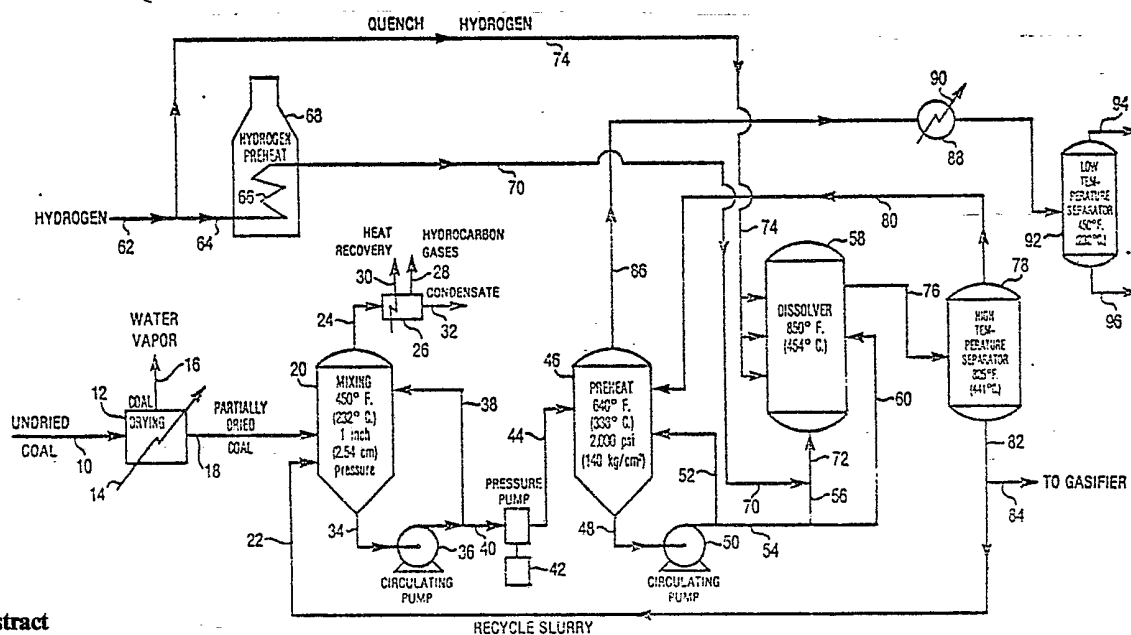 QUENCH HYDROGEN
74
90
94
68
HYDROGEN
PREHEAT
66
70
88
LOW
TEM-
PERATURE
SEPARATOR
450° F.
(232°C.)
92
96
HYDROGEN
62
64
HEAT
RECOVERY
HYDROCARBON
GASES
30
28
CONDENSATE
24
26
32
86
80
74
58
78
DISSOLVER
850° F.
(454° C.)
76
HIGH
TEM-
PERATURE
SEPARATOR
825°F.
(441°C.)
WATER
VAPOR
16
12
COAL
DRYING
PARTIALLY
DRIED
COAL
UNDRIED
COAL
10
14
18
20
MIXING
450° F.
(232° C.)
1 inch
(2.54 cm)
Pressure
38
46
PREHEAT
640° F.
(338° C.)
2,000 psi
(140 kg/cm²)
44
52
60
72
70
56
82
TO GASIFIER
84
22
34
36
40
PRESSURE
PUMP
42
48
50
54
CIRCULATING
PUMP
CIRCULATING
PUMP
RECYCLE SLURRY
stract